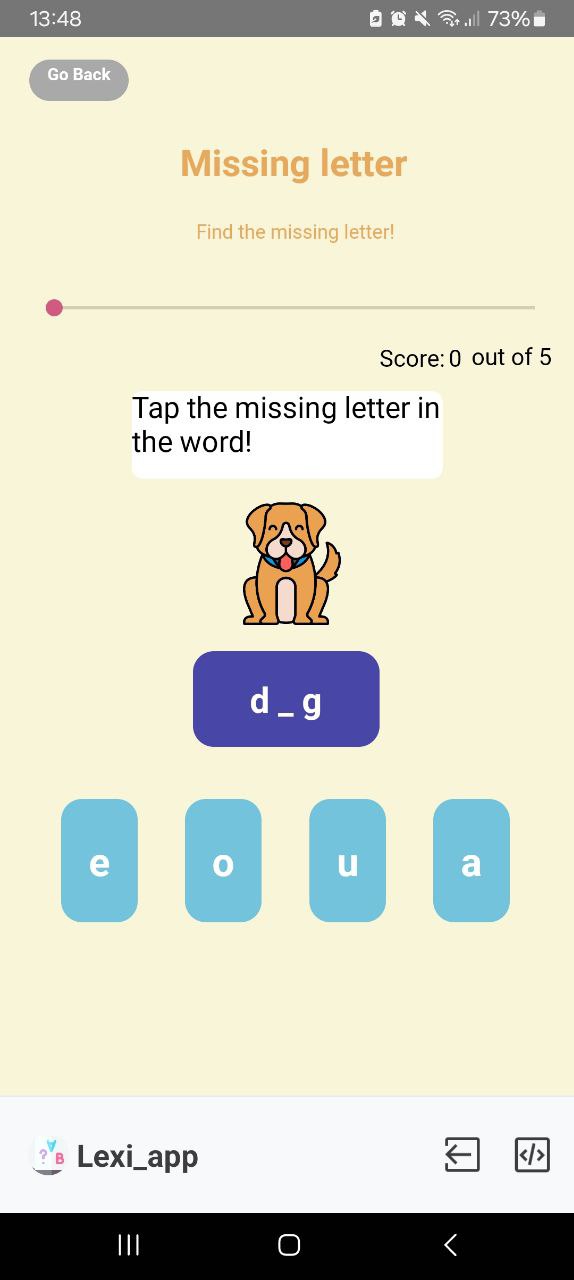 13:48
73%
Go Back
Missing letter
Find the missing letter!
Score: 0 out of 5
Tap the missing letter in
the word!
d _ g
e o u a
Lexi_app